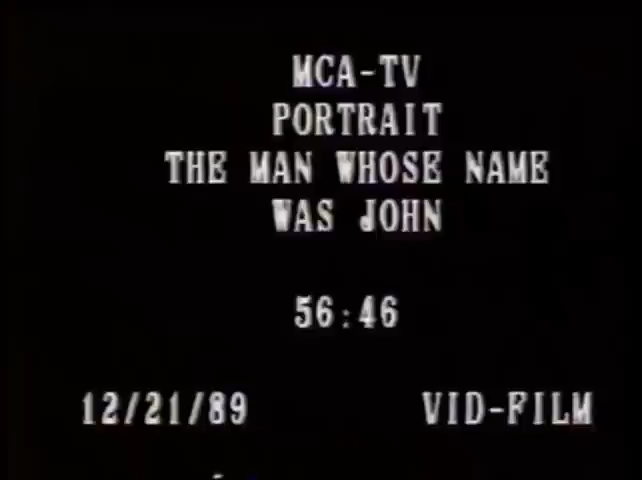 MCA-TV
PORTRAIT
THE MAN WHOSE NAME
WAS JOHN
56:46
12/21/89 VID-FILM